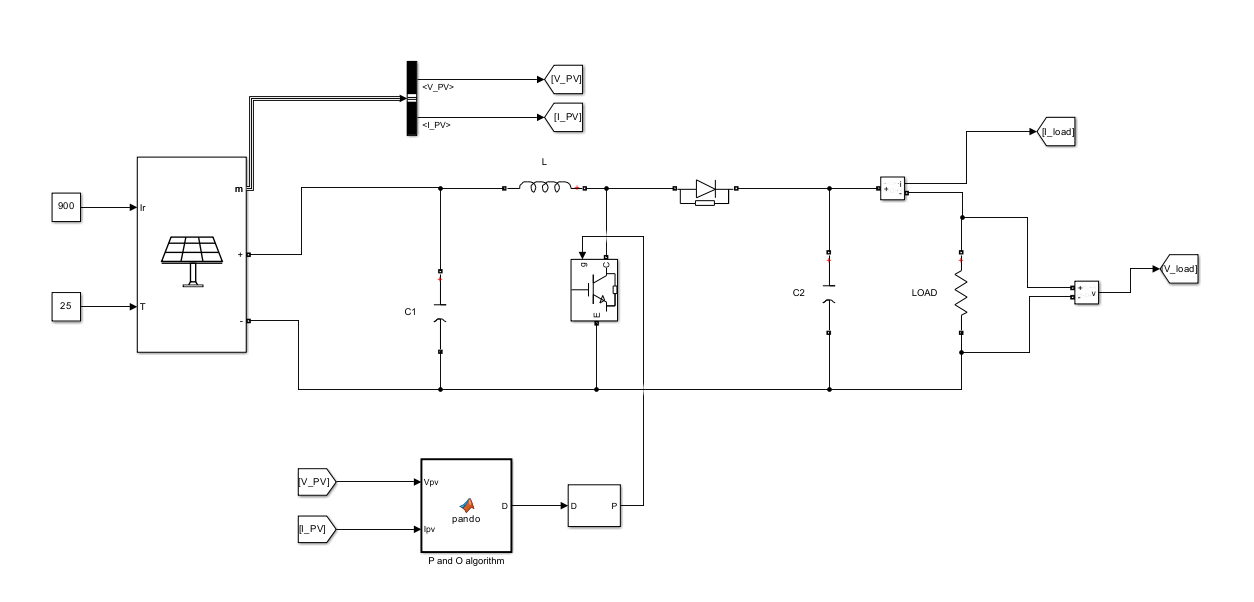 [V_PV]
<V_PV>
[I_PV]
<I_PV>
[I_load]
L
m
900
Ir
+
i
+
-
+
g
C
+
+
+
-
v
[V_load]
25
T
-
C1
E
C2
LOAD
[V_PV]
Vpv
D
D
P
pando
[I_PV]
Ipv
P and O algorithm